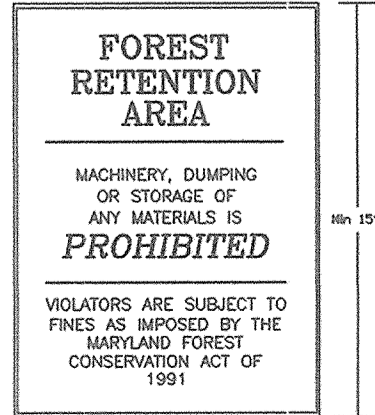 FOREST
RETENTION
AREA
MACHINERY, DUMPING
OR STORAGE OF
ANY MATERIALS IS
PROHIBITED
VIOLATORS ARE SUBJECT TO
FINES AS IMPOSED BY THE
MARYLAND FOREST
CONSERVATION ACT OF
1991
Min 15"